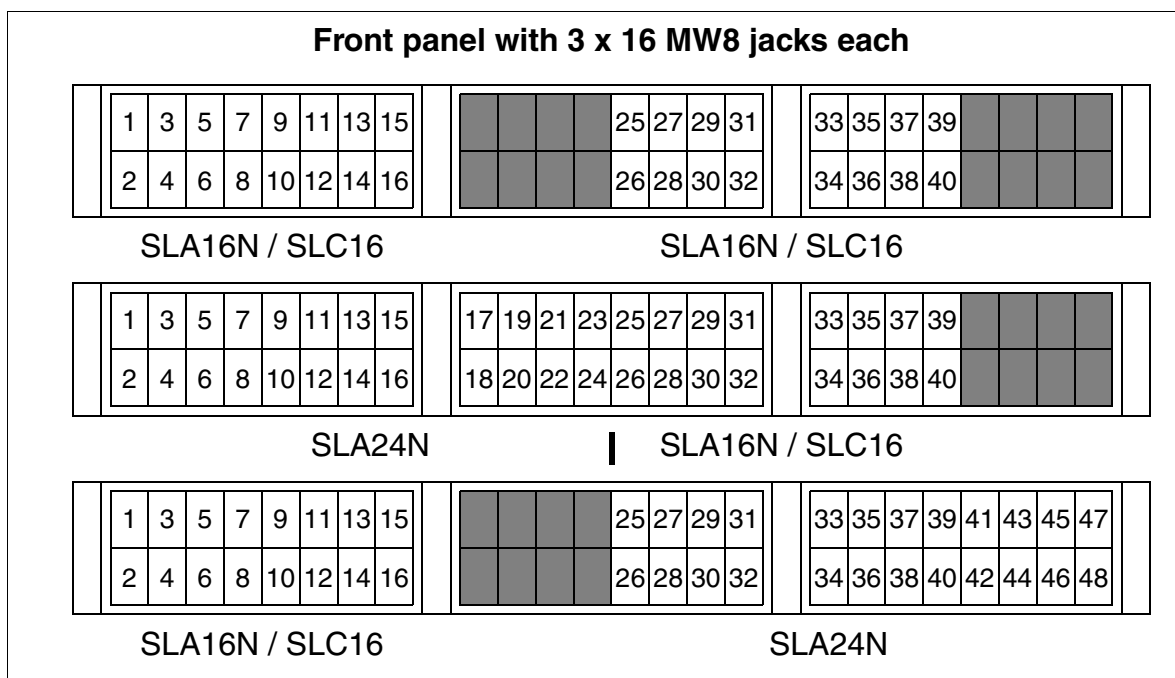 Front panel with 3 x 16 MW8 jacks each
1 3 5 7 9 11 13 15 25 27 29 31 33 35 37 39
2 4 6 8 10 12 14 16 26 28 30 32 34 36 38 40
SLA16N / SLC16 SLA16N / SLC16
1 3 5 7 9 11 13 15 17 19 21 23 25 27 29 31 33 35 37 39
2 4 6 8 10 12 14 16 18 20 22 24 26 28 30 32 34 36 38 40
SLA24N SLA16N / SLC16
1 3 5 7 9 11 13 15 25 27 29 31 33 35 37 39 41 43 45 47
2 4 6 8 10 12 14 16 26 28 30 32 34 36 38 40 42 44 46 48
SLA16N / SLC16 SLA24N